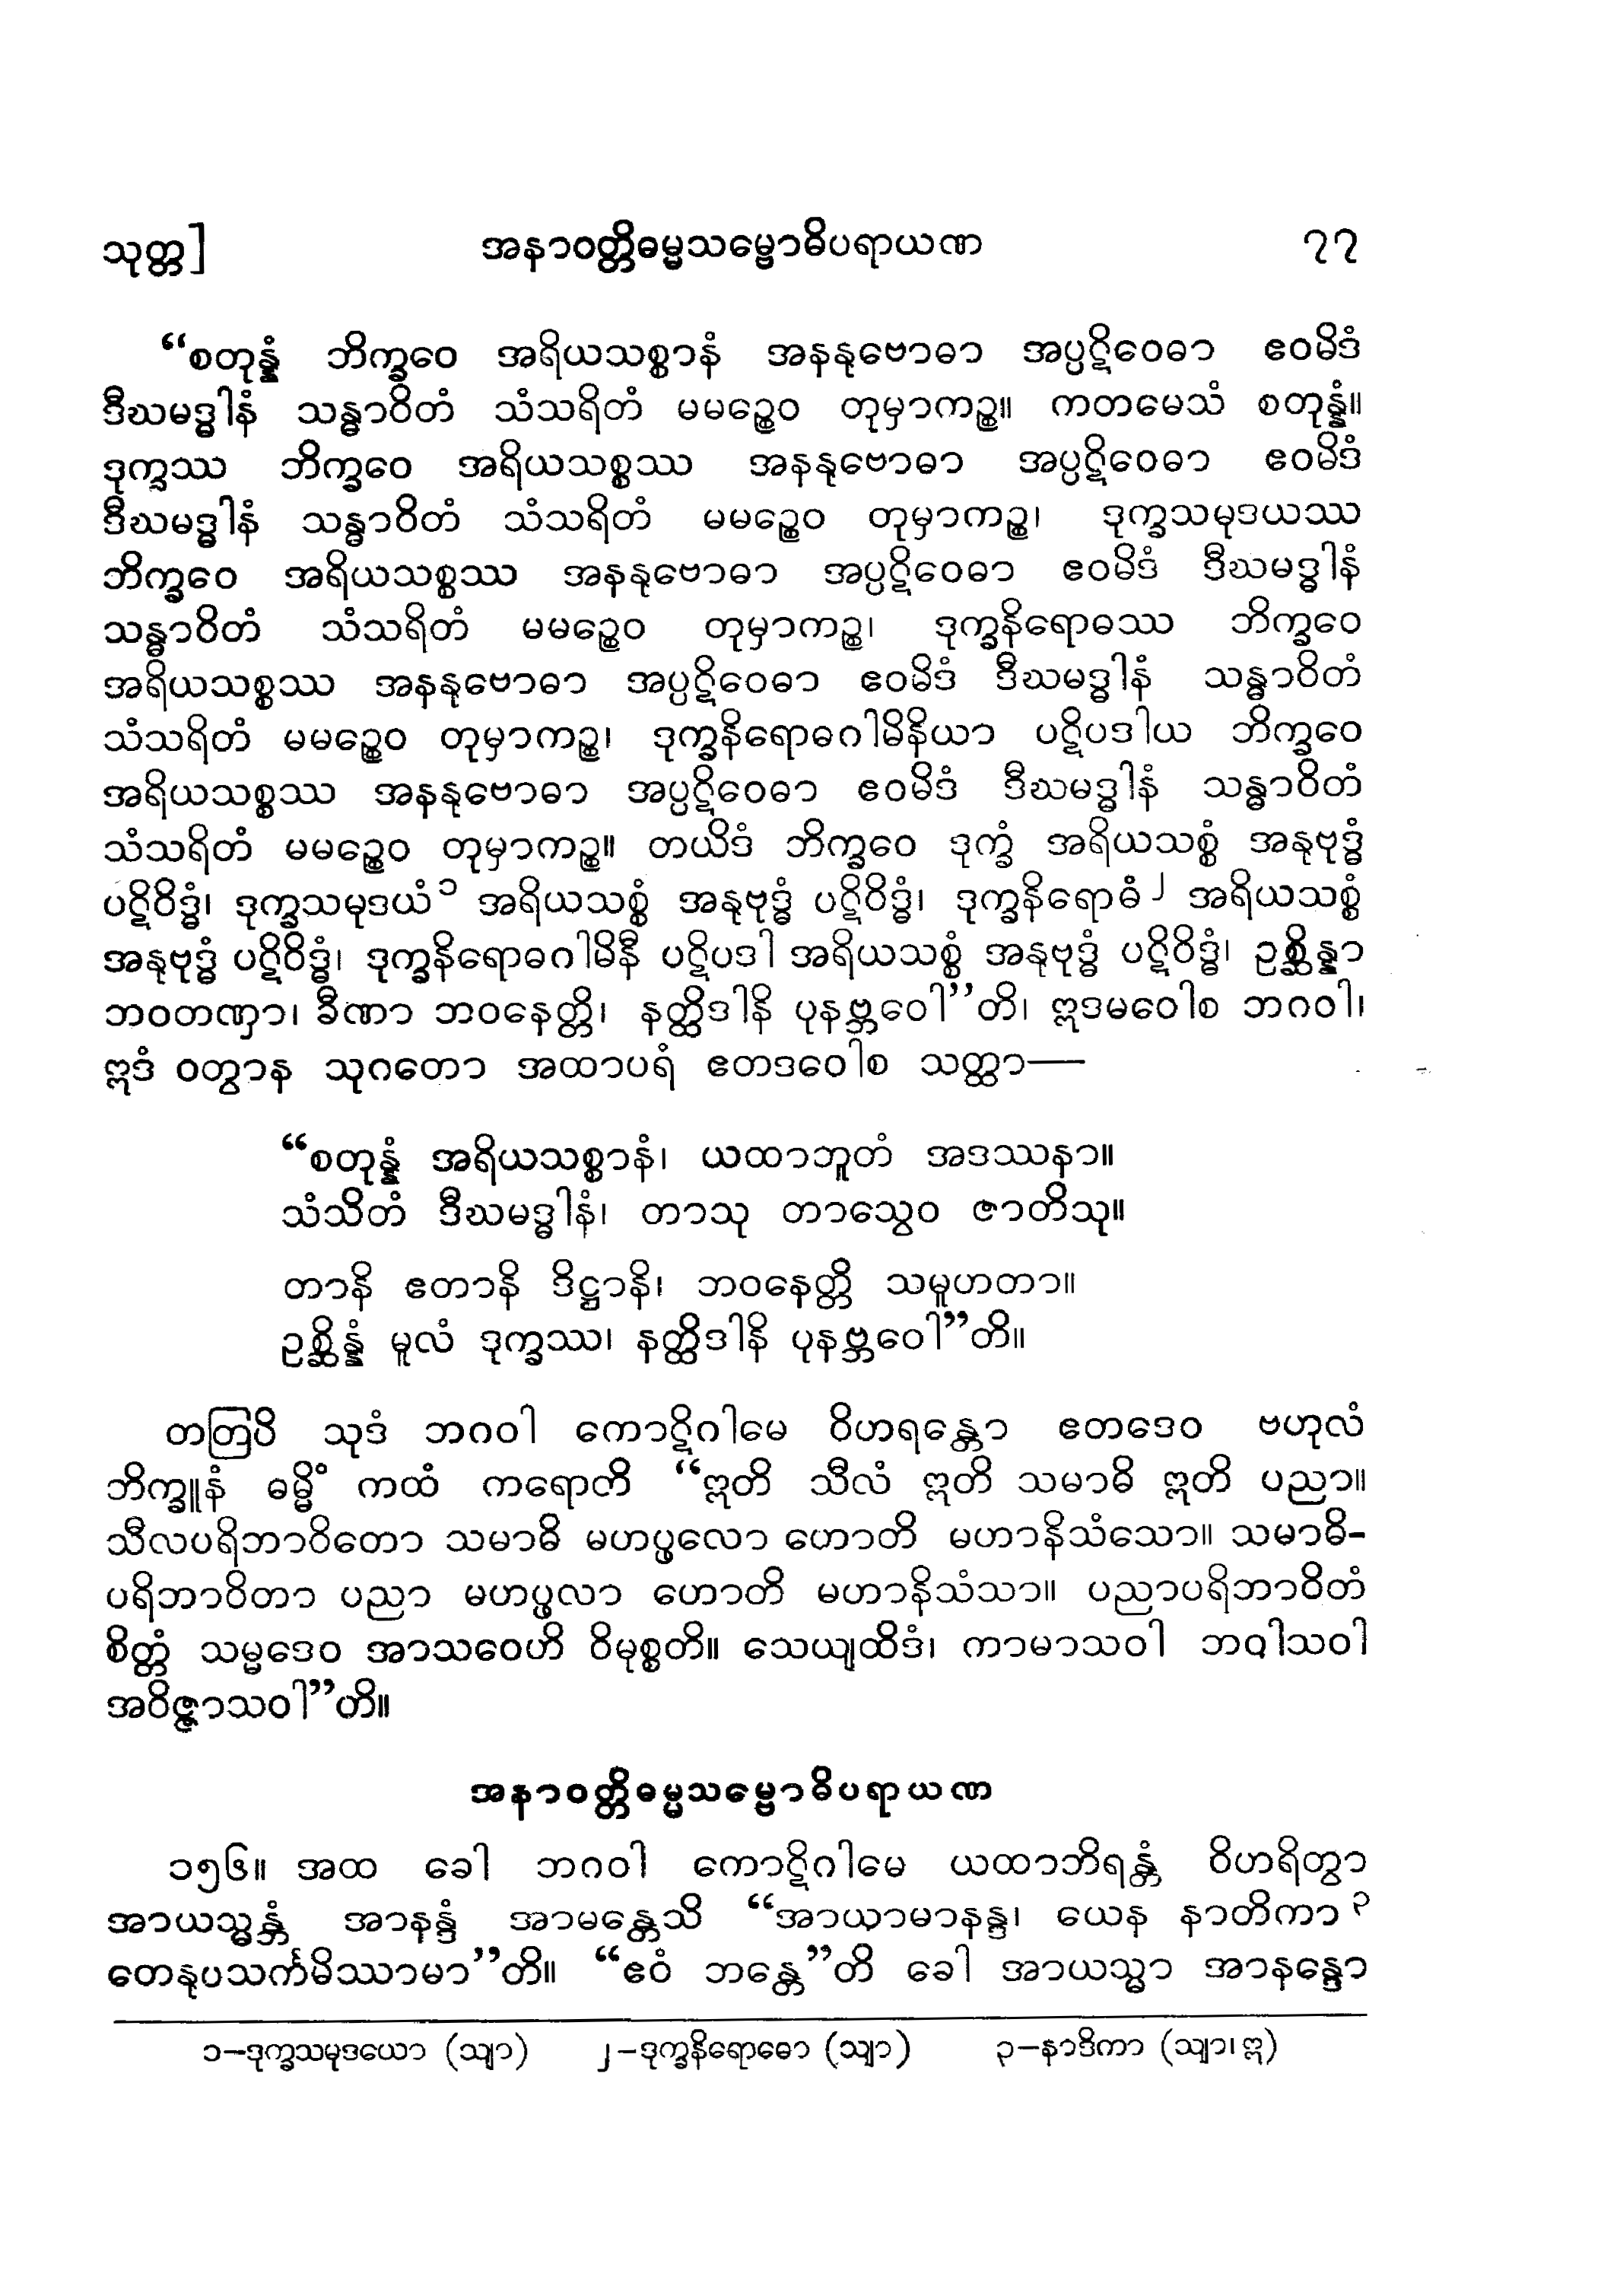 သုတ္တ]
အနာဝတ္တိဓမ္မသမ္ဗောဓိပရာယဏ
၇၇
“စတုန္နံ ဘိက္ခဝေ အရိယသစ္စာနံ အနနုဗောဓာ အပ္ပဋိဝေဓာ ဧဝမိဒံ
ဒီဃမဒ္ဓါနံ သန္ဓာဝိတံ သံသရိတံ မမဉ္စေဝ တုမှာကဉ္စ။ ကတမေသံ စတုန္နံ။
ဒုက္ခဿ ဘိက္ခဝေ အရိယသစ္စဿ အနနုဗောဓာ အပ္ပဋိဝေဓာ ဧဝမိဒံ
ဒီဃမဒ္ဓါနံ သန္ဓာဝိတံ သံသရိတံ မမဉ္စေဝ တုမှာကဉ္စ၊ ဒုက္ခသမုဒယဿ
ဘိက္ခဝေ အရိယသစ္စဿ အနနုဗောဓာ အပ္ပဋိဝေဓာ ဧဝမိဒံ ဒီဃမဒ္ဓါနံ
သန္ဓာဝိတံ သံသရိတံ မမဉ္စေဝ တုမှာကဉ္စ၊ ဒုက္ခနိရောဓဿ ဘိက္ခဝေ
အရိယသစ္စဿ အနနုဗောဓာ အပ္ပဋိဝေဓာ ဧဝမိဒံ ဒီဃမဒ္ဓါနံ သန္ဓာဝိတံ
သံသရိတံ မမဉ္စေဝ တုမှာကဉ္စ၊ ဒုက္ခနိရောဓဂါမိနိယာ ပဋိပဒါယ ဘိက္ခဝေ
အရိယသစ္စဿ အနနုဗောဓာ အပ္ပဋိဝေဓာ ဧဝမိဒံ ဒီဃမဒ္ဓါနံ သန္ဓာဝိတံ
သံသရိတံ မမဉ္စေဝ တုမှာကဉ္စ။ တယိဒံ ဘိက္ခဝေ ဒုက္ခံ အရိယသစ္စံ အနုဗုဒ္ဓံ
ပဋိဝိဒ္ဓံ၊ ဒုက္ခသမုဒယံ၁ အရိယသစ္စံ အနုဗုဒ္ဓံ ပဋိဝိဒ္ဓံ၊ ဒုက္ခနိရောဓံ၂ အရိယသစ္စံ
အနုဗုဒ္ဓံ ပဋိဝိဒ္ဓံ၊ ဒုက္ခနိရောဓဂါမိနီ ပဋိပဒါ အရိယသစ္စံ အနုဗုဒ္ဓံ ပဋိဝိဒ္ဓံ၊ ဥစ္ဆိန္နာ
ဘဝတဏှာ၊ ခီဏာ ဘဝနေတ္တိ၊ နတ္ထိဒါနိ ပုနဗ္ဘဝေါ”တိ၊ ဣဒမဝေါစ ဘဂဝါ၊
ဣဒံ ဝတွာန သုဂတော အထာပရံ ဧတဒဝေါစ သတ္ထာ—
“စတုန္နံ အရိယသစ္စာနံ၊ ယထာဘူတံ အဒဿနာ။
သံသိတံ ဒီဃမဒ္ဓါနံ၊ တာသု တာသွေဝ ဇာတိသု။
တာနိ ဧတာနိ ဒိဋ္ဌာနိ၊ ဘဝနေတ္တိ သမူဟတာ။
ဥစ္ဆိန္နံ မူလံ ဒုက္ခဿ၊ နတ္ထိဒါနိ ပုနဗ္ဘဝေါ”တိ။
တတြပိ သုဒံ ဘဂဝါ ကောဋိဂါမေ ဝိဟရန္တော ဧတဒေဝ ဗဟုလံ
ဘိက္ခူနံ ဓမ္မိံ ကထံ ကရောတိ “ဣတိ သီလံ ဣတိ သမာဓိ ဣတိ ပညာ။
သီလပရိဘာဝိတော သမာဓိ မဟပ္ဖလော ဟောတိ မဟာနိသံသော။ သမာဓိ-
ပရိဘာဝိတာ ပညာ မဟပ္ဖလာ ဟောတိ မဟာနိသံသာ။ ပညာပရိဘာဝိတံ
စိတ္တံ သမ္မဒေဝ အာသဝေဟိ ဝိမုစ္စတိ။ သေယျထိဒံ၊ ကာမာသဝါ ဘဝါသဝါ
အဝိဇ္ဇာသဝါ”တိ။
အနာဝတ္တိဓမ္မသမ္ဗောဓိပရာယဏ
၁၅၆။ အထ ခေါ ဘဂဝါ ကောဋိဂါမေ ယထာဘိရန္တံ ဝိဟရိတွာ
အာယသ္မန္တံ အာနန္ဒံ အာမန္တေသိ “အာယာမာနန္ဒ၊ ယေန နာတိကာ၃
တေနုပသင်္ကမိဿာမာ”တိ။ “ဧဝံ ဘန္တေ”တိ ခေါ အာယသ္မာ အာနန္ဒော
၁–ဒုက္ခသမုဒယော (သျာ) ၂–ဒုက္ခနိရောဓော (သျာ) ၃–နာဒိကာ (သျာ၊ ဣ)